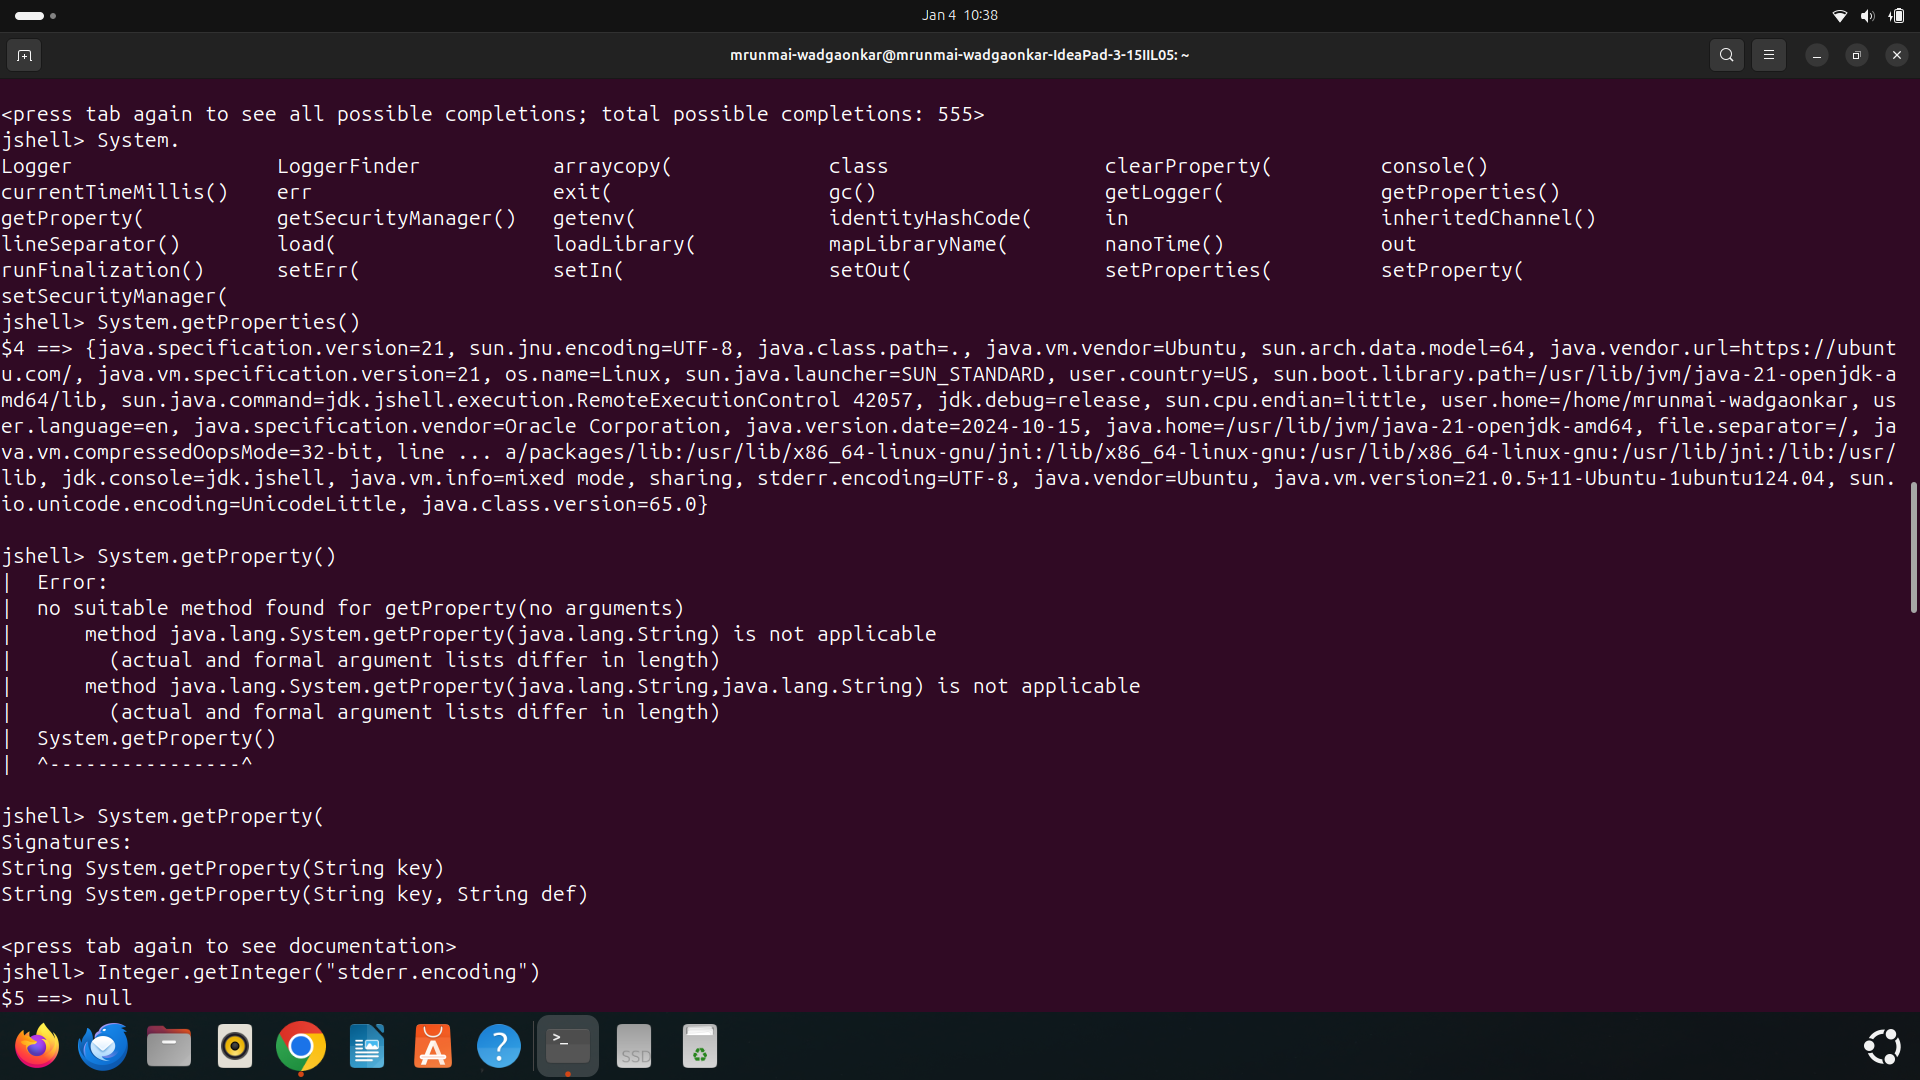 Jan 4 10:38
mrunmai-wadgaonkar@mrunmai-wadgaonkar-IdeaPad-3-15IIL05: ~
<press tab again to see all possible completions; total possible completions: 555>
jshell> System.
Logger LoggerFinder arraycopy( class clearProperty( console()
currentTimeMillis() err exit( gc() getLogger( getProperties()
getProperty( getSecurityManager() getenv( identityHashCode( in inheritedChannel()
lineSeparator() load( loadLibrary( mapLibraryName( nanoTime() out
runFinalization() setErr( setIn( setOut( setProperties( setProperty(
setSecurityManager(
jshell> System.getProperties()
$4 ==> {java.specification.version=21, sun.jnu.encoding=UTF-8, java.class.path=., java.vm.vendor=Ubuntu, sun.arch.data.model=64, java.vendor.url=https://ubunt
u.com/, java.vm.specification.version=21, os.name=Linux, sun.java.launcher=SUN_STANDARD, user.country=US, sun.boot.library.path=/usr/lib/jvm/java-21-openjdk-a
md64/lib, sun.java.command=jdk.jshell.execution.RemoteExecutionControl 42057, jdk.debug=release, sun.cpu.endian=little, user.home=/home/mrunmai-wadgaonkar, us
er.language=en, java.specification.vendor=Oracle Corporation, java.version.date=2024-10-15, java.home=/usr/lib/jvm/java-21-openjdk-amd64, file.separator=/, ja
va.vm.compressedOopsMode=32-bit, line ... a/packages/lib:/usr/lib/x86_64-linux-gnu/jni:/lib/x86_64-linux-gnu:/usr/lib/x86_64-linux-gnu:/usr/lib/jni:/lib:/usr/
lib, jdk.console=jdk.jshell, java.vm.info=mixed mode, sharing, stderr.encoding=UTF-8, java.vendor=Ubuntu, java.vm.version=21.0.5+11-Ubuntu-1ubuntu124.04, sun.
io.unicode.encoding=UnicodeLittle, java.class.version=65.0}
jshell> System.getProperty()
| Error:
| no suitable method found for getProperty(no arguments)
| method java.lang.System.getProperty(java.lang.String) is not applicable
| (actual and formal argument lists differ in length)
| method java.lang.System.getProperty(java.lang.String,java.lang.String) is not applicable
| (actual and formal argument lists differ in length)
| System.getProperty()
| ^----------------^
jshell> System.getProperty(
Signatures:
String System.getProperty(String key)
String System.getProperty(String key, String def)
<press tab again to see documentation>
jshell> Integer.getInteger("stderr.encoding")
$5 ==> null
>_
?
SSD